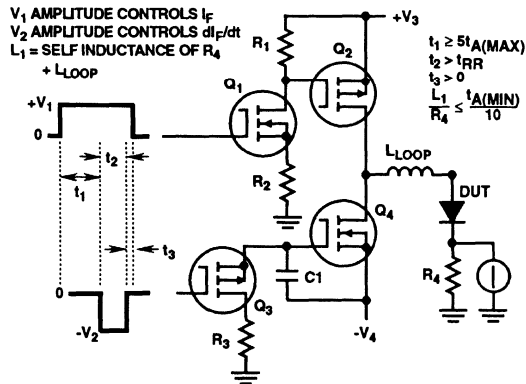 V1 AMPLITUDE CONTROLS IF
V2 AMPLITUDE CONTROLS dIF/dt
L1 = SELF INDUCTANCE OF R4
+ LLOOP
+V1
0
t2
t1
t3
0
-V2
R1
Q1
R2
Q2
+V3
t1 ≥ 5tA(MAX)
t2 > tRR
t3 > 0
L1/R4 ≤ tA(MIN)/10
LLOOP
DUT
Q4
R4
C1
Q3
R3
-V4